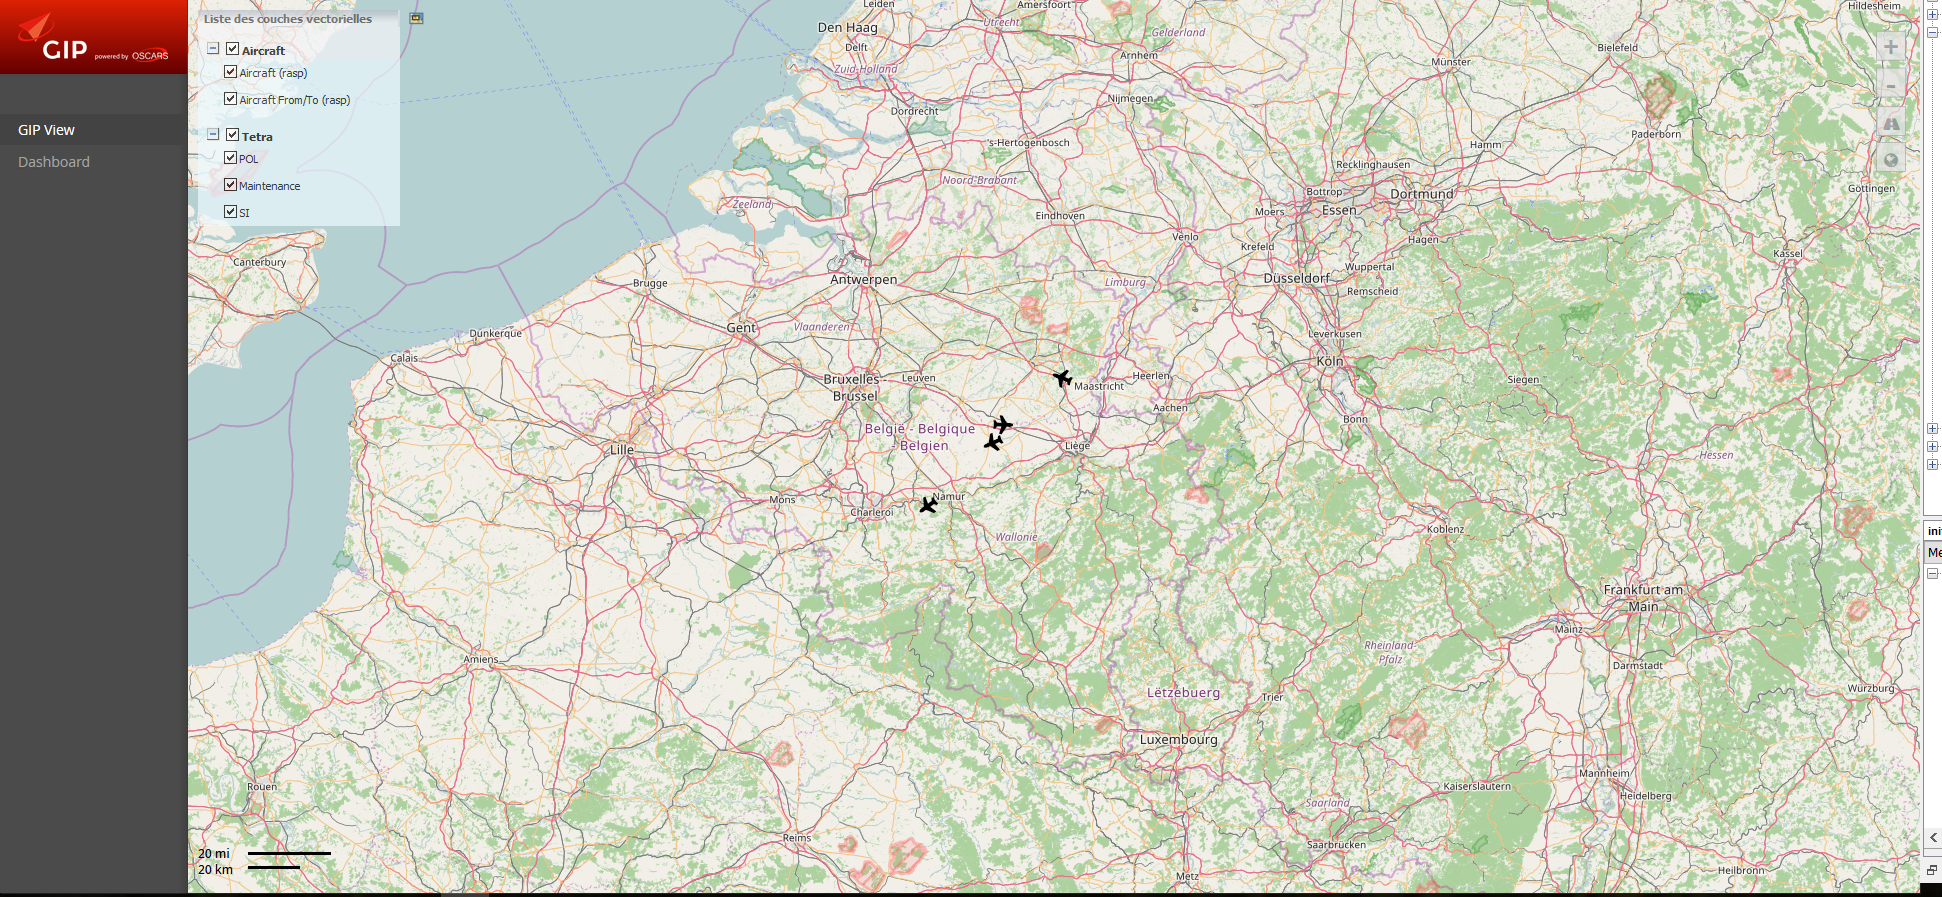 GIP powered by OSCARS
GIP View
Dashboard
Liste des couches vectorielles
Aircraft
Aircraft (rasp)
Aircraft From/To (rasp)
Tetra
POL
Maintenance
SI
Leiden
Amersfoort
Hildesheim
Den Haag
Utrecht
Gelderland
Delft
Bielefeld
Arnhem
Zuid-Holland
Münster
Nijmegen
Dordrecht
Paderborn
's-Hertogenbosch
Hamm
Recklinghausen
Noord-Brabant
Bottrop
Dortmund
Göttingen
Zeeland
Essen
Moers
Eindhoven
Venlo
Hagen
Krefeld
Kassel
Canterbury
Wuppertal
Antwerpen
Düsseldorf
Brugge
Limburg
Remscheid
Gent
Vlaanderen
Dunkerque
Leverkusen
Calais
Köln
Bruxelles -
Brussel
Leuven
Maastricht
Heerlen
Siegen
Aachen
Bonn
België - Belgique
- Belgien
Lille
Liège
Hessen
Mons
Namur
Charleroi
Koblenz
Wallonie
init
Me
Frankfurt am
Main
Mainz
Rheinland-
Pfalz
Amiens
Darmstadt
Lëtzebuerg
Trier
Würzburg
Luxembourg
Mannheim
Rouen
Kaiserslautern
Heidelberg
Saarland
Reims
Saarbrücken
20 mi
20 km
Metz
Heilbronn